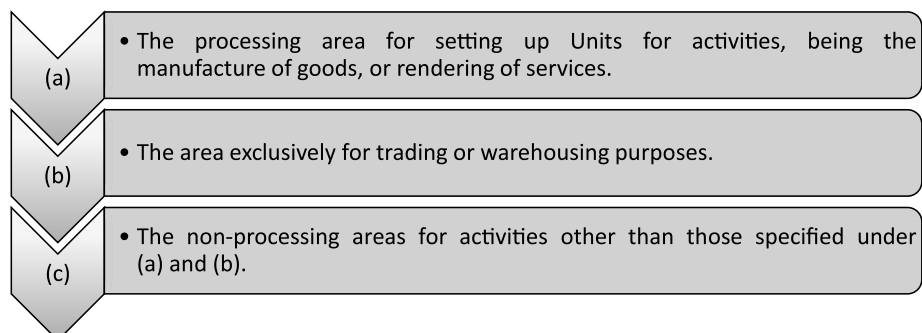 (a)
• The processing area for setting up Units for activities, being the
manufacture of goods, or rendering of services.
(b)
• The area exclusively for trading or warehousing purposes.
(c)
• The non-processing areas for activities other than those specified under
(a) and (b).